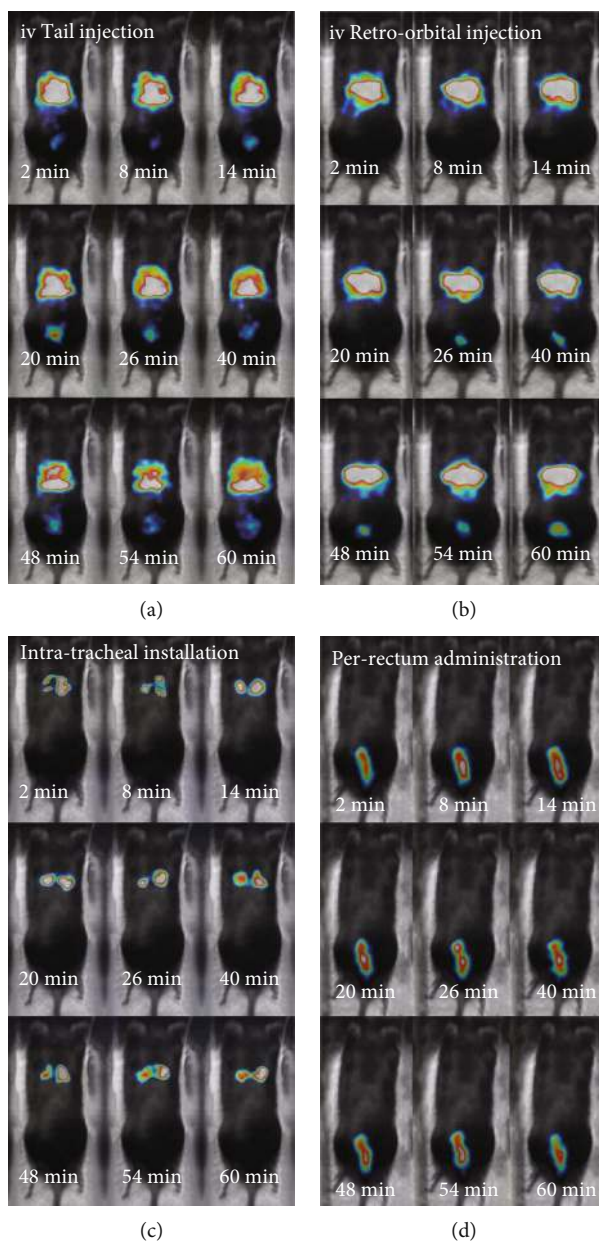 iv Tail injection
2 min 8 min 14 min
20 min 26 min 40 min
48 min 54 min 60 min
(a)
iv Retro-orbital injection
2 min 8 min 14 min
20 min 26 min 40 min
48 min 54 min 60 min
(b)
Intra-tracheal installation
2 min 8 min 14 min
20 min 26 min 40 min
48 min 54 min 60 min
(c)
Per-rectum administration
2 min 8 min 14 min
20 min 26 min 40 min
48 min 54 min 60 min
(d)